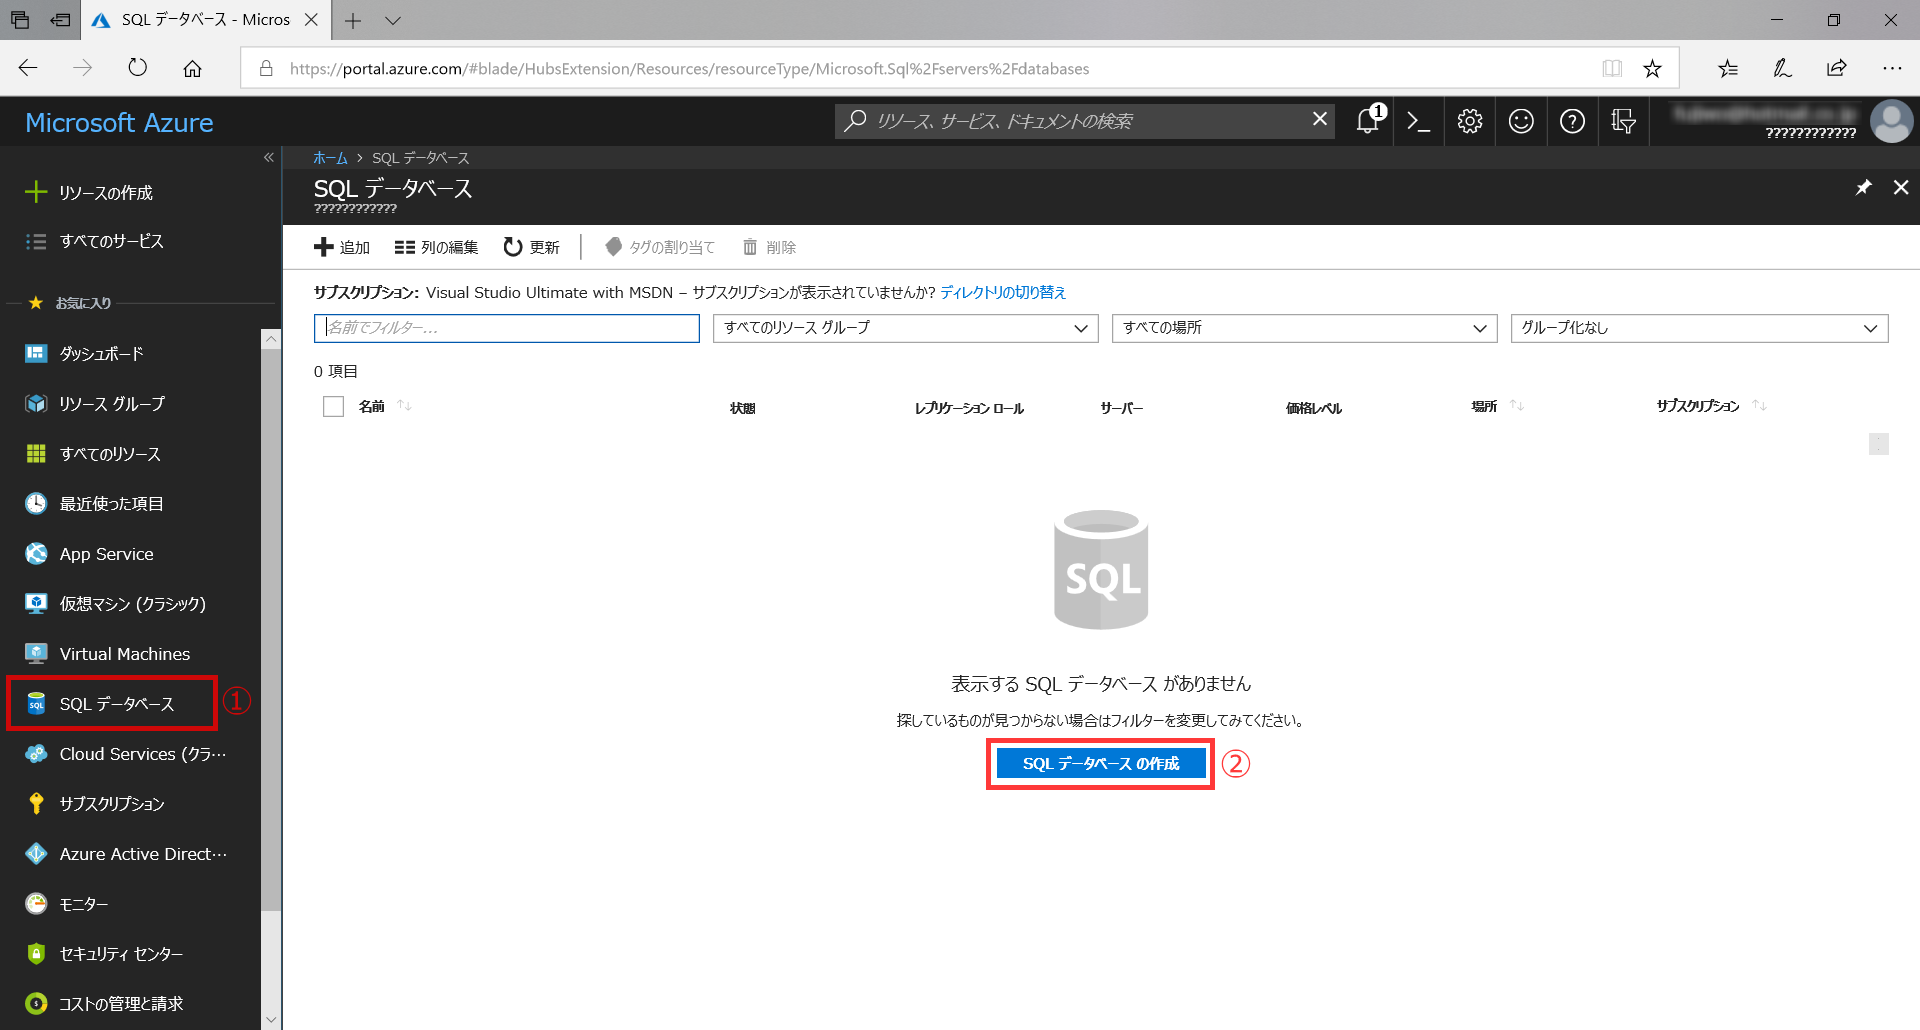 SQL データベース - Micros
https://portal.azure.com/#blade/HubsExtension/Resources/resourceType/Microsoft.Sql%2Fservers%2Fdatabases
Microsoft Azure
リソース、サービス、ドキュメントの検索
1
????????????
ホーム > SQL データベース
SQL データベース
????????????
リソースの作成
すべてのサービス
お気に入り
ダッシュボード
リソース グループ
すべてのリソース
最近使った項目
App Service
仮想マシン (クラシック)
Virtual Machines
SQL データベース
①
Cloud Services (クラ…
サブスクリプション
Azure Active Direct…
モニター
セキュリティ センター
コストの管理と請求
追加 列の編集 更新 タグの割り当て 削除
サブスクリプション: Visual Studio Ultimate with MSDN – サブスクリプションが表示されていませんか? ディレクトリの切り替え
名前でフィルター... すべてのリソース グループ すべての場所 グループ化なし
0 項目
名前 状態 レプリケーション ロール サーバー 価格レベル 場所 サブスクリプション
SQL
表示する SQL データベース がありません
探しているものが見つからない場合はフィルターを変更してみてください。
SQL データベース の作成
②